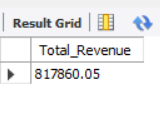 Result Grid
Total_Revenue
817860.05